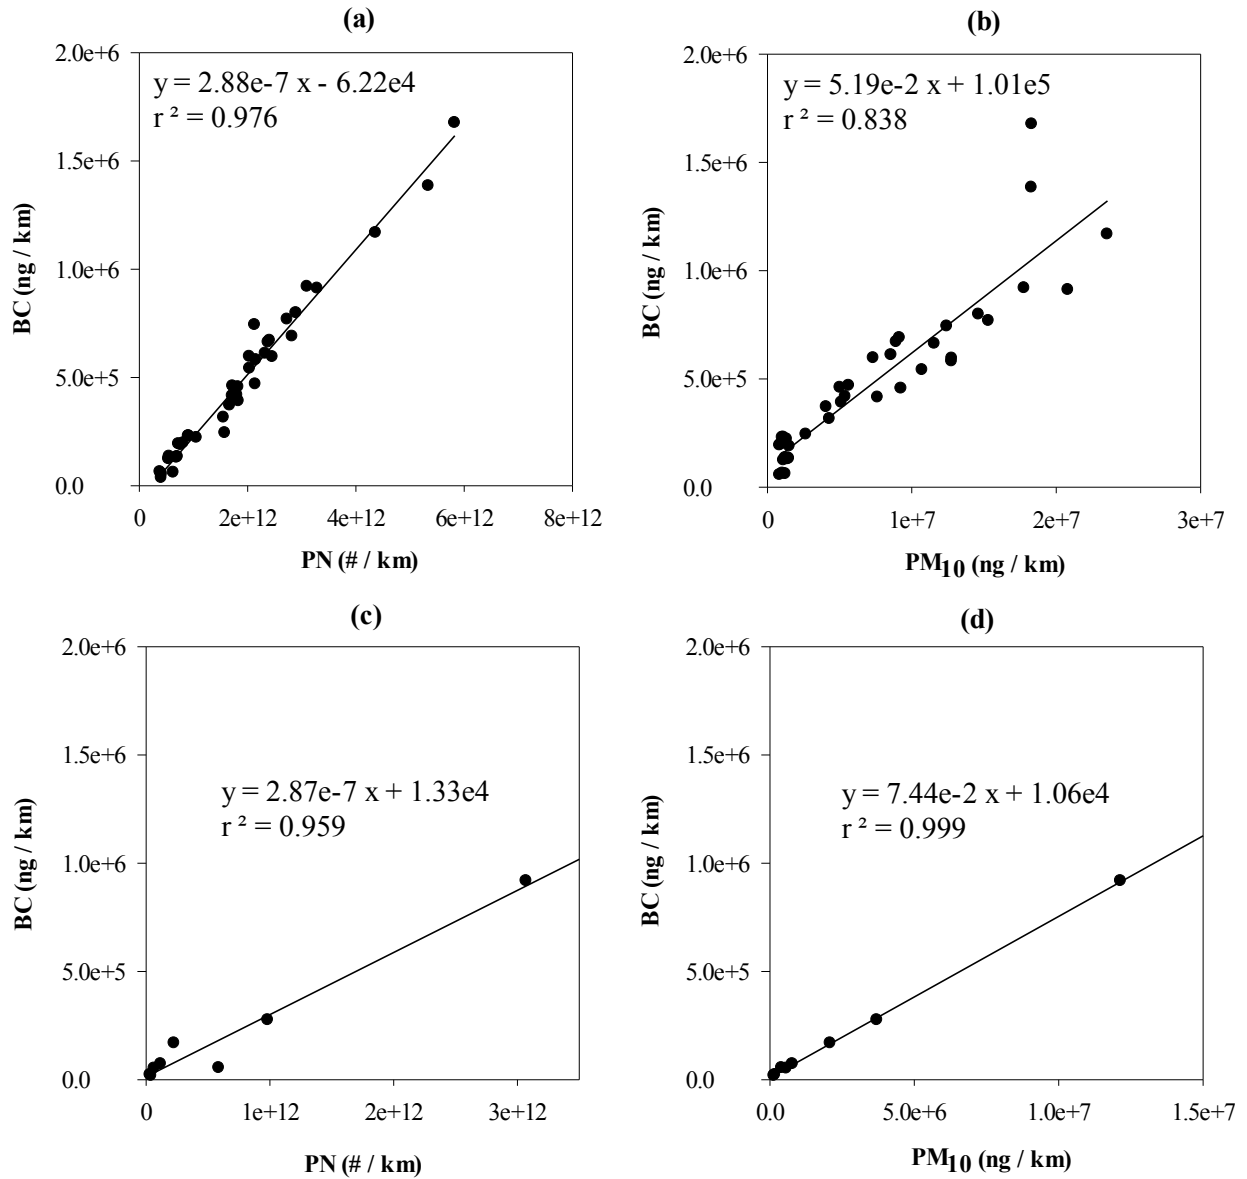 (a)
2.0e+6
y = 2.88e-7 x - 6.22e4
r ² = 0.976
1.5e+6
1.0e+6
5.0e+5
0.0
BC (ng / km)
0 2e+12 4e+12 6e+12 8e+12
PN (# / km)
(b)
2.0e+6
y = 5.19e-2 x + 1.01e5
r ² = 0.838
1.5e+6
1.0e+6
5.0e+5
0.0
BC (ng / km)
0 1e+7 2e+7 3e+7
PM10 (ng / km)
(c)
2.0e+6
1.5e+6
y = 2.87e-7 x + 1.33e4
r ² = 0.959
1.0e+6
5.0e+5
0.0
BC (ng / km)
0 1e+12 2e+12 3e+12
PN (# / km)
(d)
2.0e+6
1.5e+6
y = 7.44e-2 x + 1.06e4
r ² = 0.999
1.0e+6
5.0e+5
0.0
BC (ng / km)
0.0 5.0e+6 1.0e+7 1.5e+7
PM10 (ng / km)